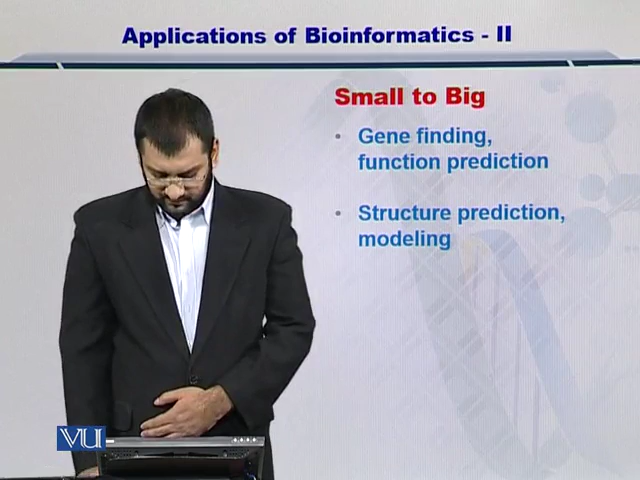 Applications of Bioinformatics - II
Small to Big
• Gene finding,
function prediction
• Structure prediction,
modeling
VU